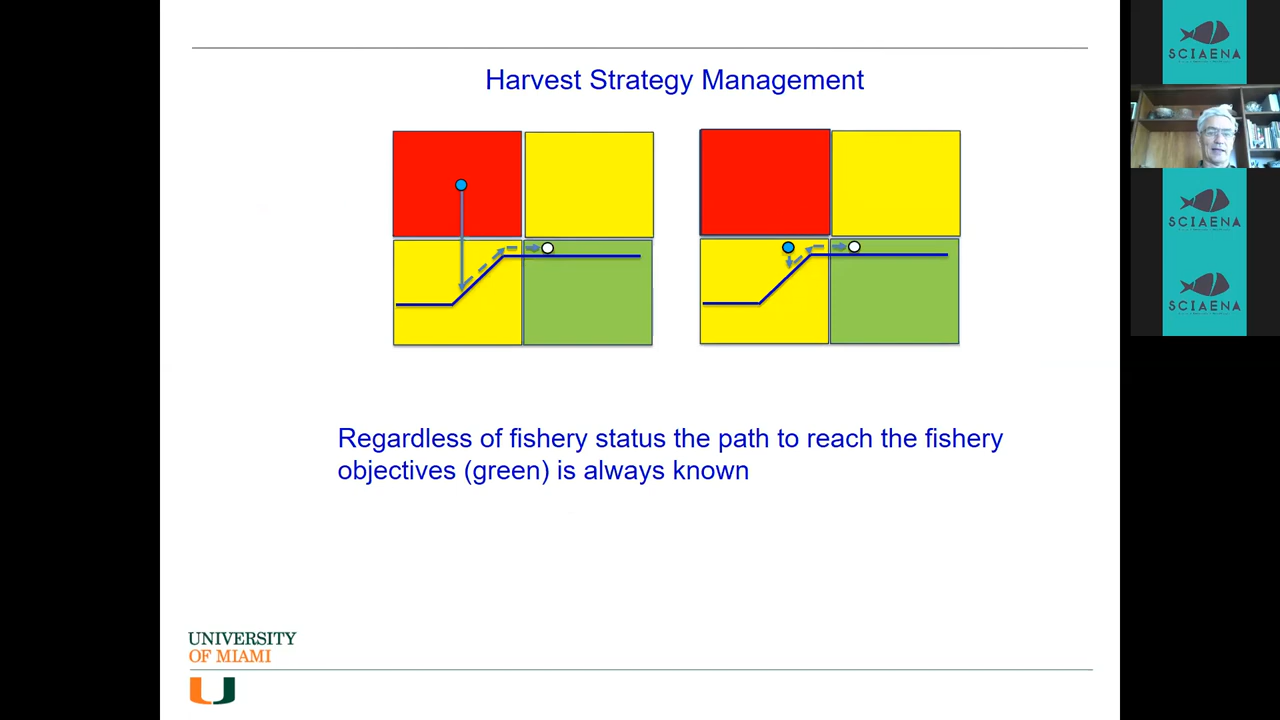 Harvest Strategy Management
Regardless of fishery status the path to reach the fishery
objectives (green) is always known
UNIVERSITY
OF MIAMI
SCIAENA
SCIAENA
SCIAENA